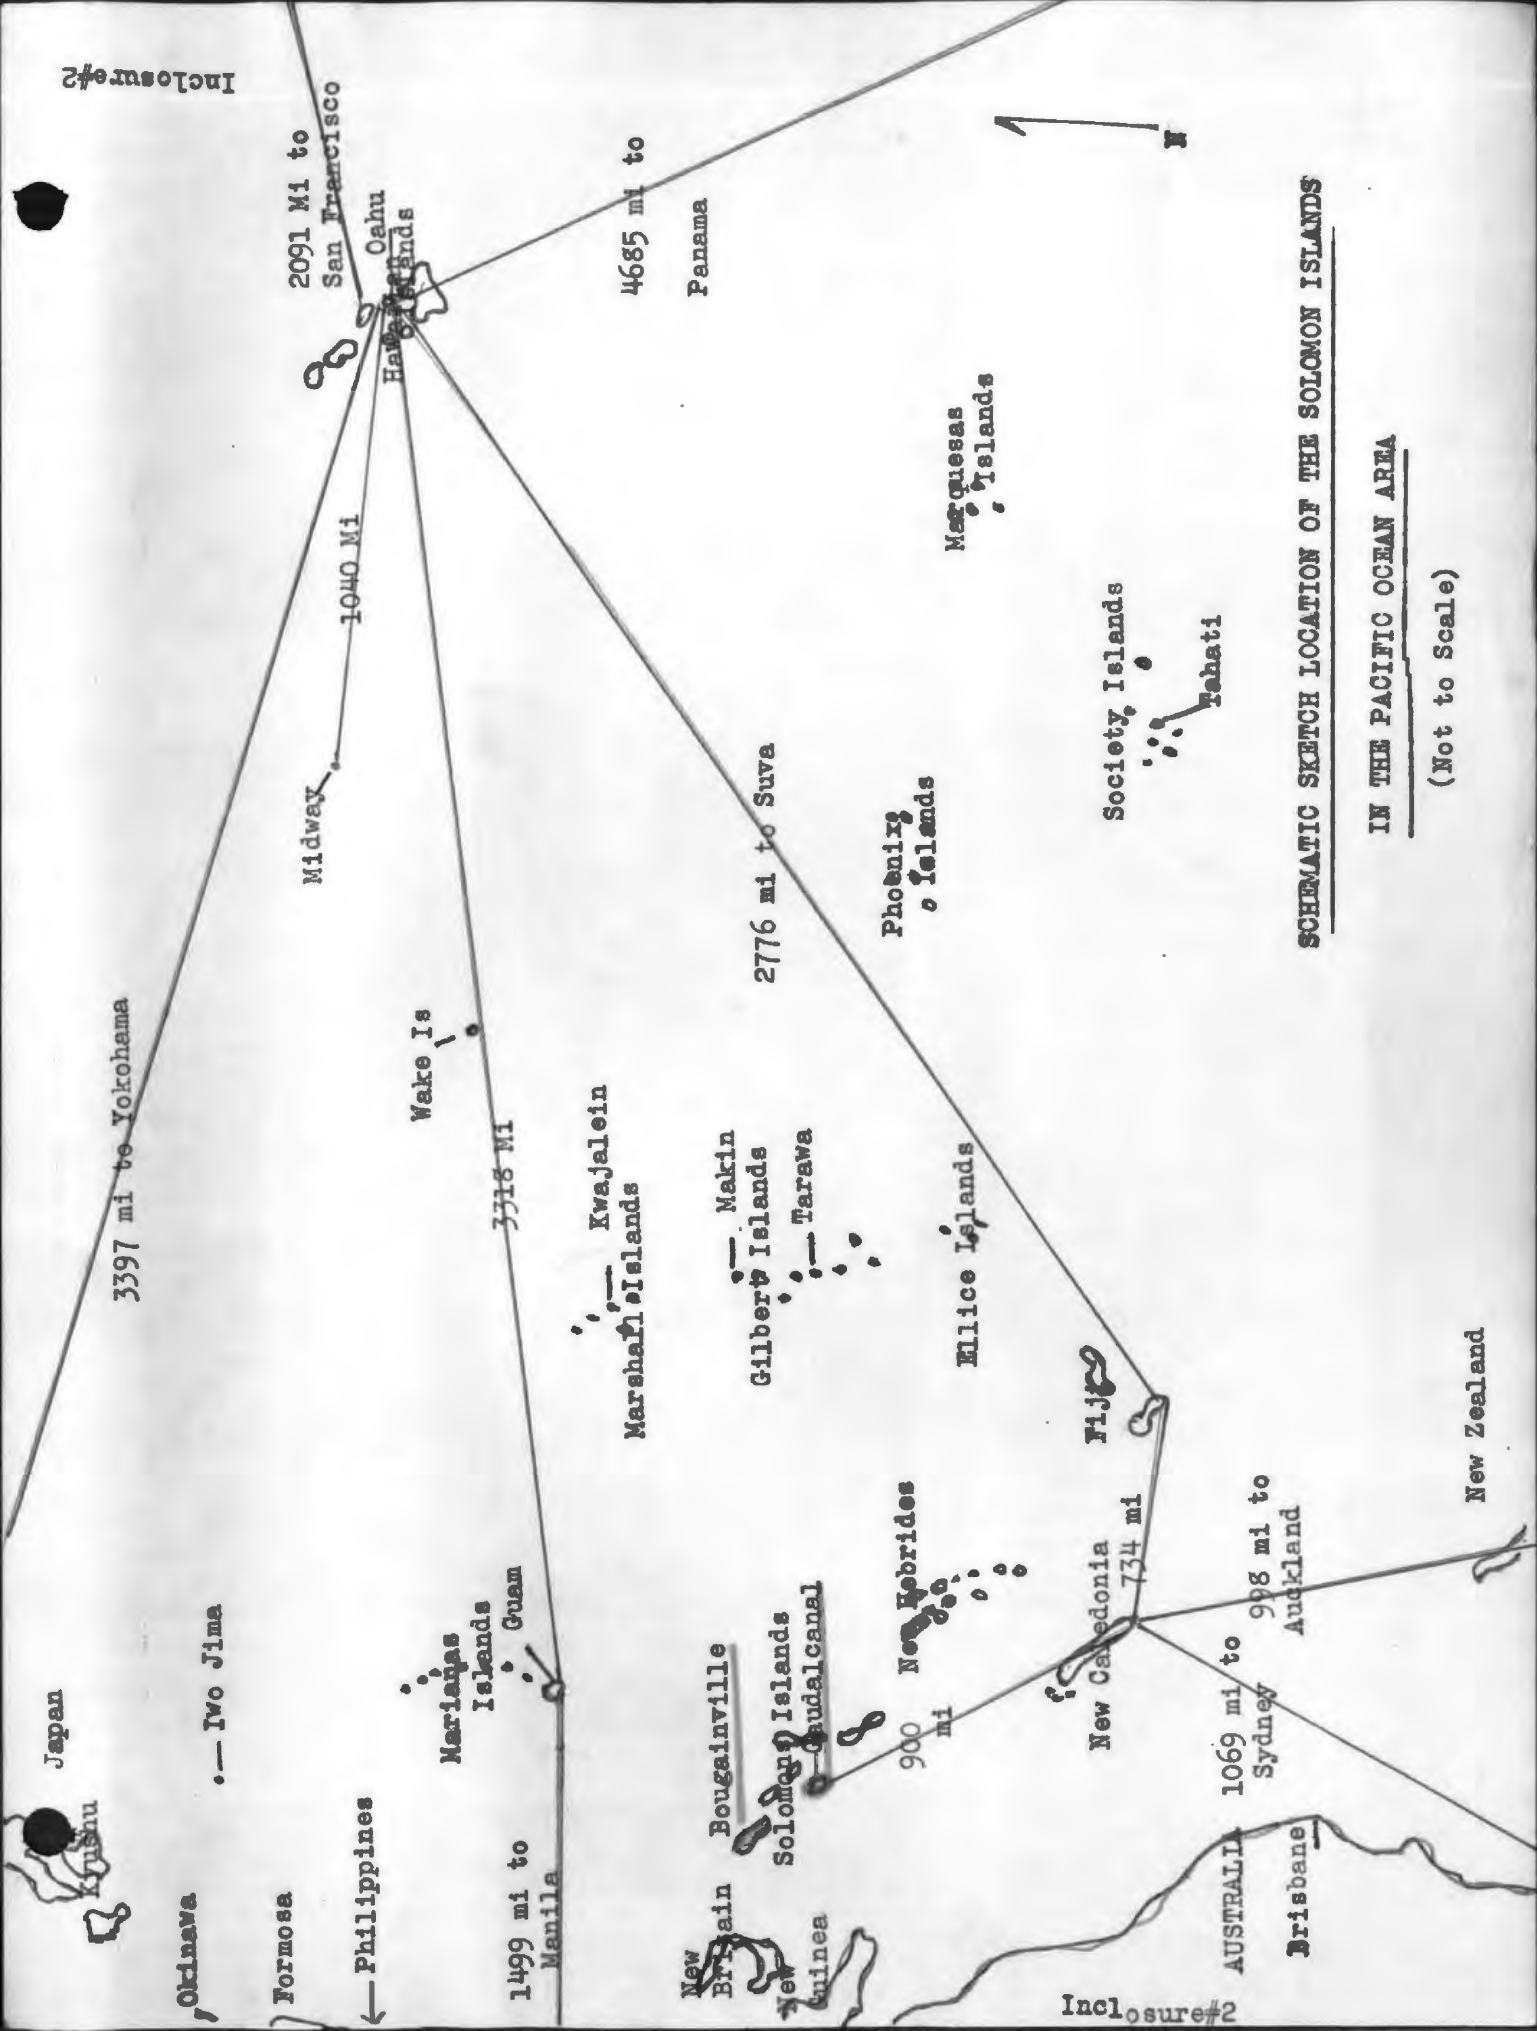 Inclosure#2
2091 Mi to
San Francisco
Oahu
Hawaiian
Islands
4685 mi to
Panama
N
1040 Mi
Midway
3397 mi to Yokohama
Wake Is
3318 Mi
Kwajalein
Marshall Islands
Makin
Gilbert Islands
Tarawa
2776 mi to Suva
Phoenix
Islands
Marquesas
Islands
Society Islands
Tahati
Ellice Islands
Fiji
Japan
Kyushu
Iwo Jima
Okinawa
Formosa
Philippines
Marianas
Islands
Guam
1499 mi to
Manila
Bougainville
Solomons Islands
Gaudalcanal
New
Britain
New
Guinea
New Hebrides
900
mi
New Caledonia
734 mi
998 mi to
Auckland
1069 mi to
Sydney
New Zealand
AUSTRALIA
Brisbane
SCHEMATIC SKETCH LOCATION OF THE SOLOMON ISLANDS
IN THE PACIFIC OCEAN AREA
(Not to Scale)
Inclosure#2